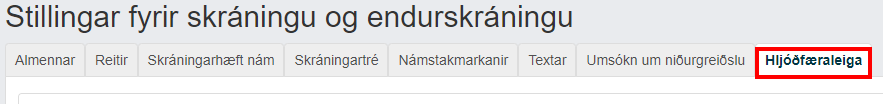 Stillingar fyrir skráningu og endurskráningu
Almennar Reitir Skráningarhæft nám Skráningartré Námstakmarkanir Textar Umsókn um niðurgreiðslu Hljóðfæraleiga